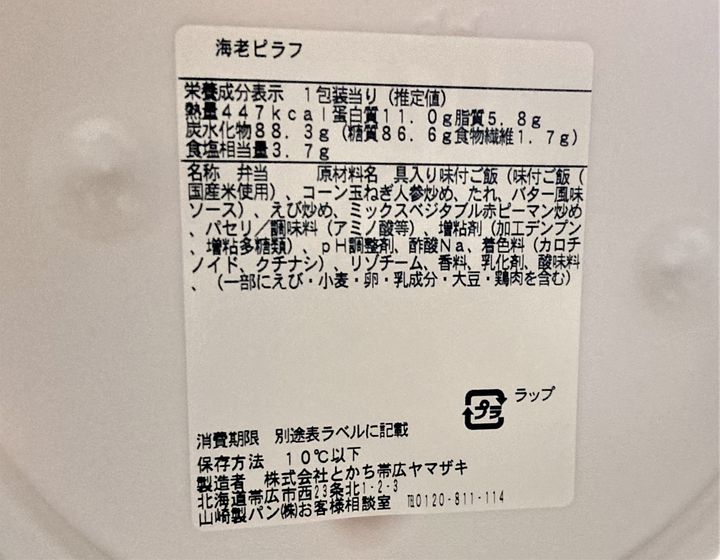 海老ピラフ
栄養成分表示 1包装当り(推定値)
熱量447kcal蛋白質11.0g脂質5.8g
炭水化物88.3g(糖質86.6g食物繊維1.7g)
食塩相当量3.7g
名称 弁当 原材料名 具入り味付ご飯(味付ご飯(
国産米使用)、コーン玉ねぎ人参炒め、たれ、バター風味
ソース)、えび炒め、ミックスベジタブル赤ピーマン炒め
、パセリ/調味料(アミノ酸等)、増粘剤(加工デンプン
、増粘多糖類)、pH調整剤、酢酸Na、着色料(カロチ
ノイド、クチナシ)、リゾチーム、香料、乳化剤、酸味料
、(一部にえび・小麦・卵・乳成分・大豆・鶏肉を含む)
プラ ラップ
消費期限 別途表ラベルに記載
保存方法 10℃以下
製造者 株式会社とかち帯広ヤマザキ
北海道帯広市西23条北1-2-3
山崎製パン㈱お客様相談室 ℡0120-811-114